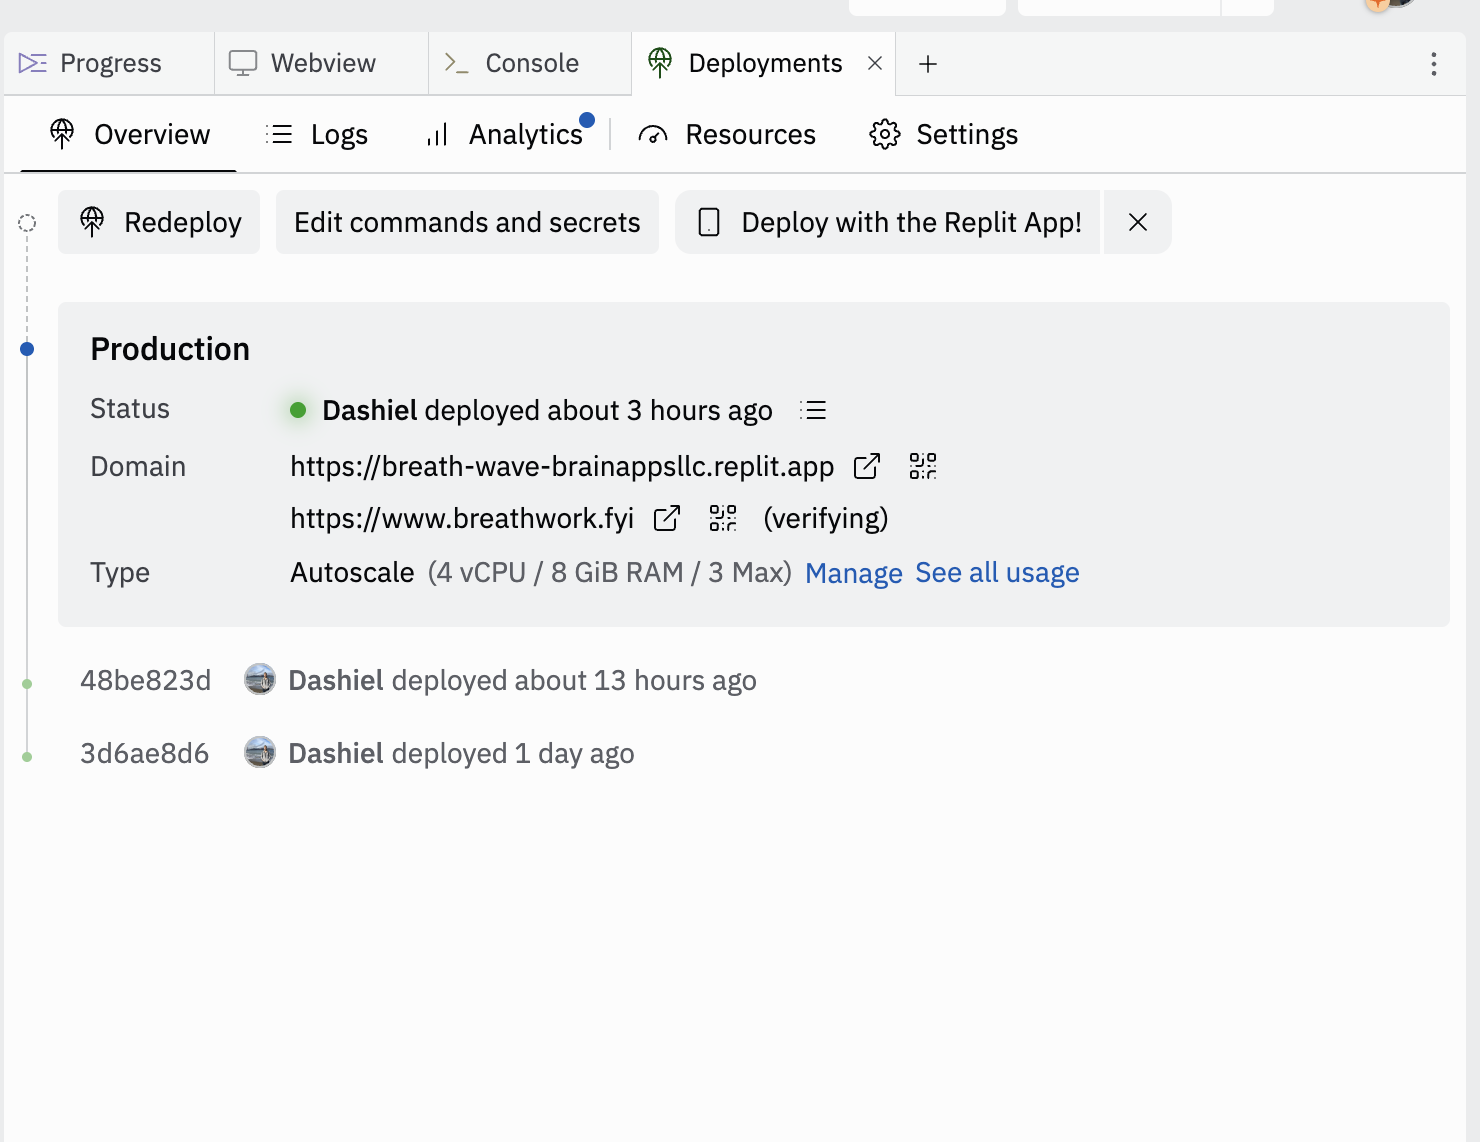 Progress
Webview
Console
Deployments
Overview
Logs
Analytics
Resources
Settings
Redeploy
Edit commands and secrets
Deploy with the Replit App!
Production
Status
Dashiel deployed about 3 hours ago
Domain
https://breath-wave-brainappsllc.replit.app
https://www.breathwork.fyi (verifying)
Type
Autoscale (4 vCPU / 8 GiB RAM / 3 Max) Manage See all usage
48be823d Dashiel deployed about 13 hours ago
3d6ae8d6 Dashiel deployed 1 day ago